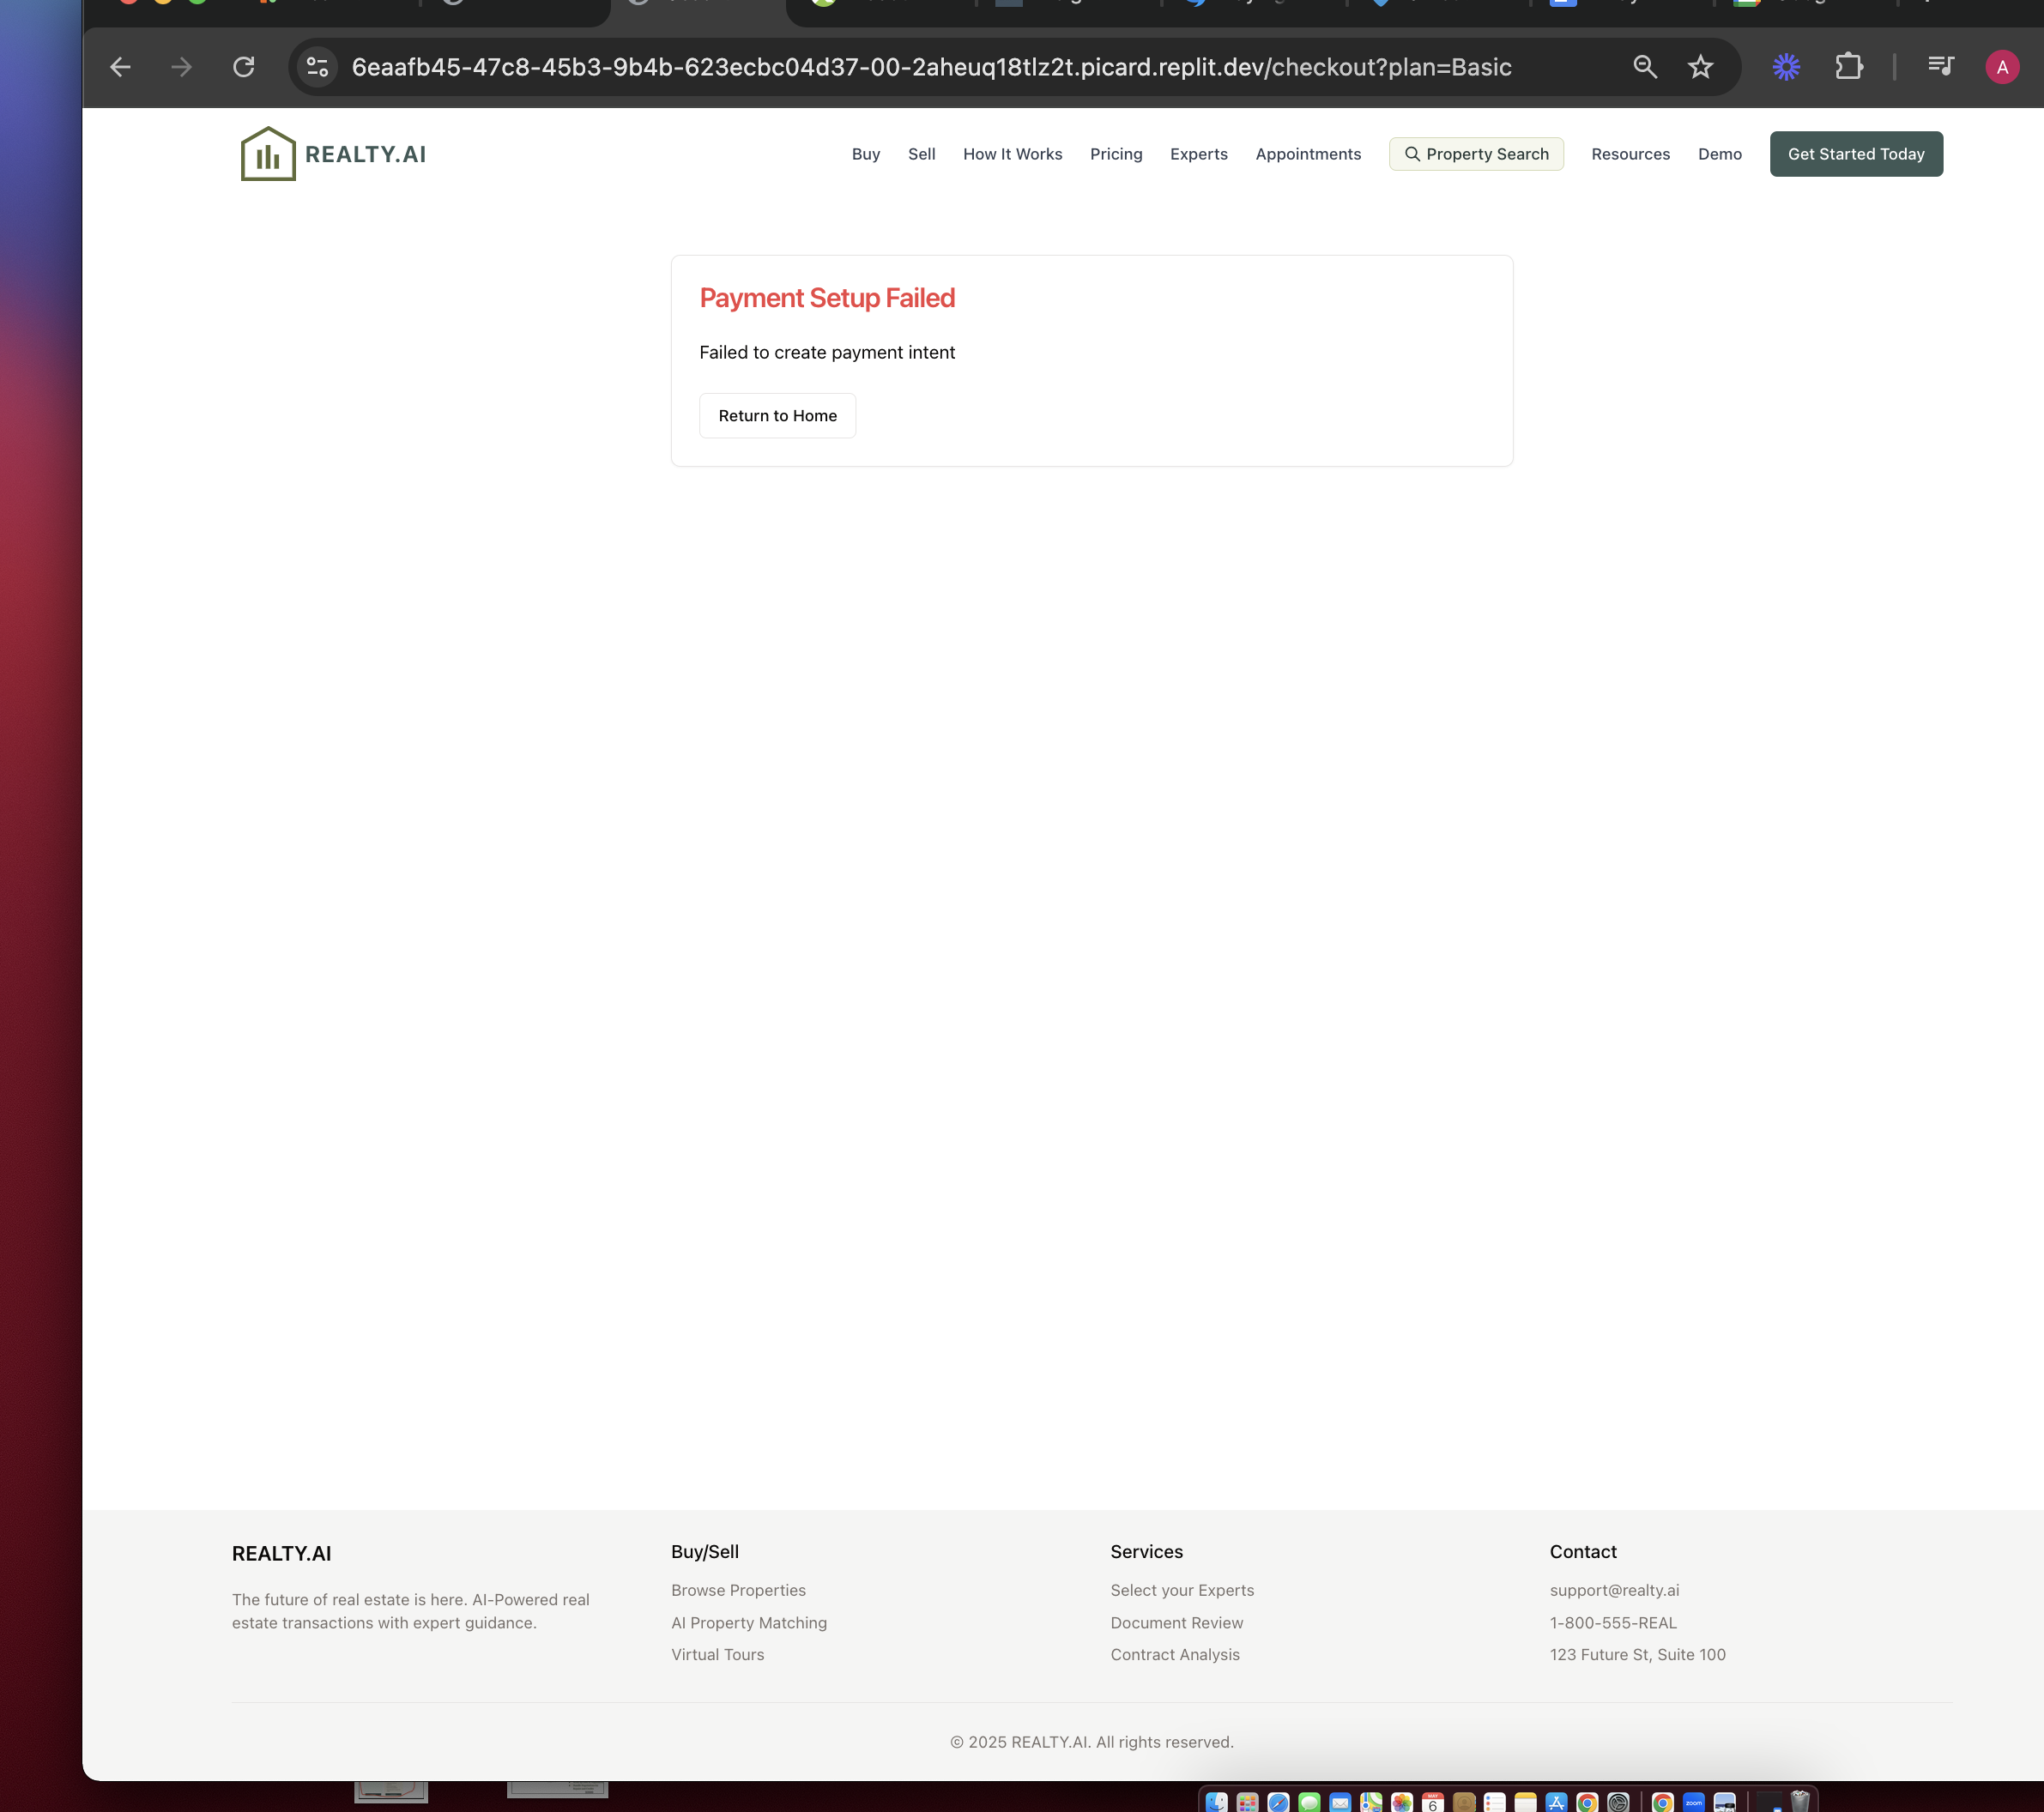 6eaafb45-47c8-45b3-9b4b-623ecbc04d37-00-2aheuq18tlz2t.picard.replit.dev/checkout?plan=Basic
A
REALTY.AI
Buy
Sell
How It Works
Pricing
Experts
Appointments
Property Search
Resources
Demo
Get Started Today
Payment Setup Failed
Failed to create payment intent
Return to Home
REALTY.AI
The future of real estate is here. AI-Powered real
estate transactions with expert guidance.
Buy/Sell
Browse Properties
AI Property Matching
Virtual Tours
Services
Select your Experts
Document Review
Contract Analysis
Contact
support@realty.ai
1-800-555-REAL
123 Future St, Suite 100
© 2025 REALTY.AI. All rights reserved.
MAY
6
zoom